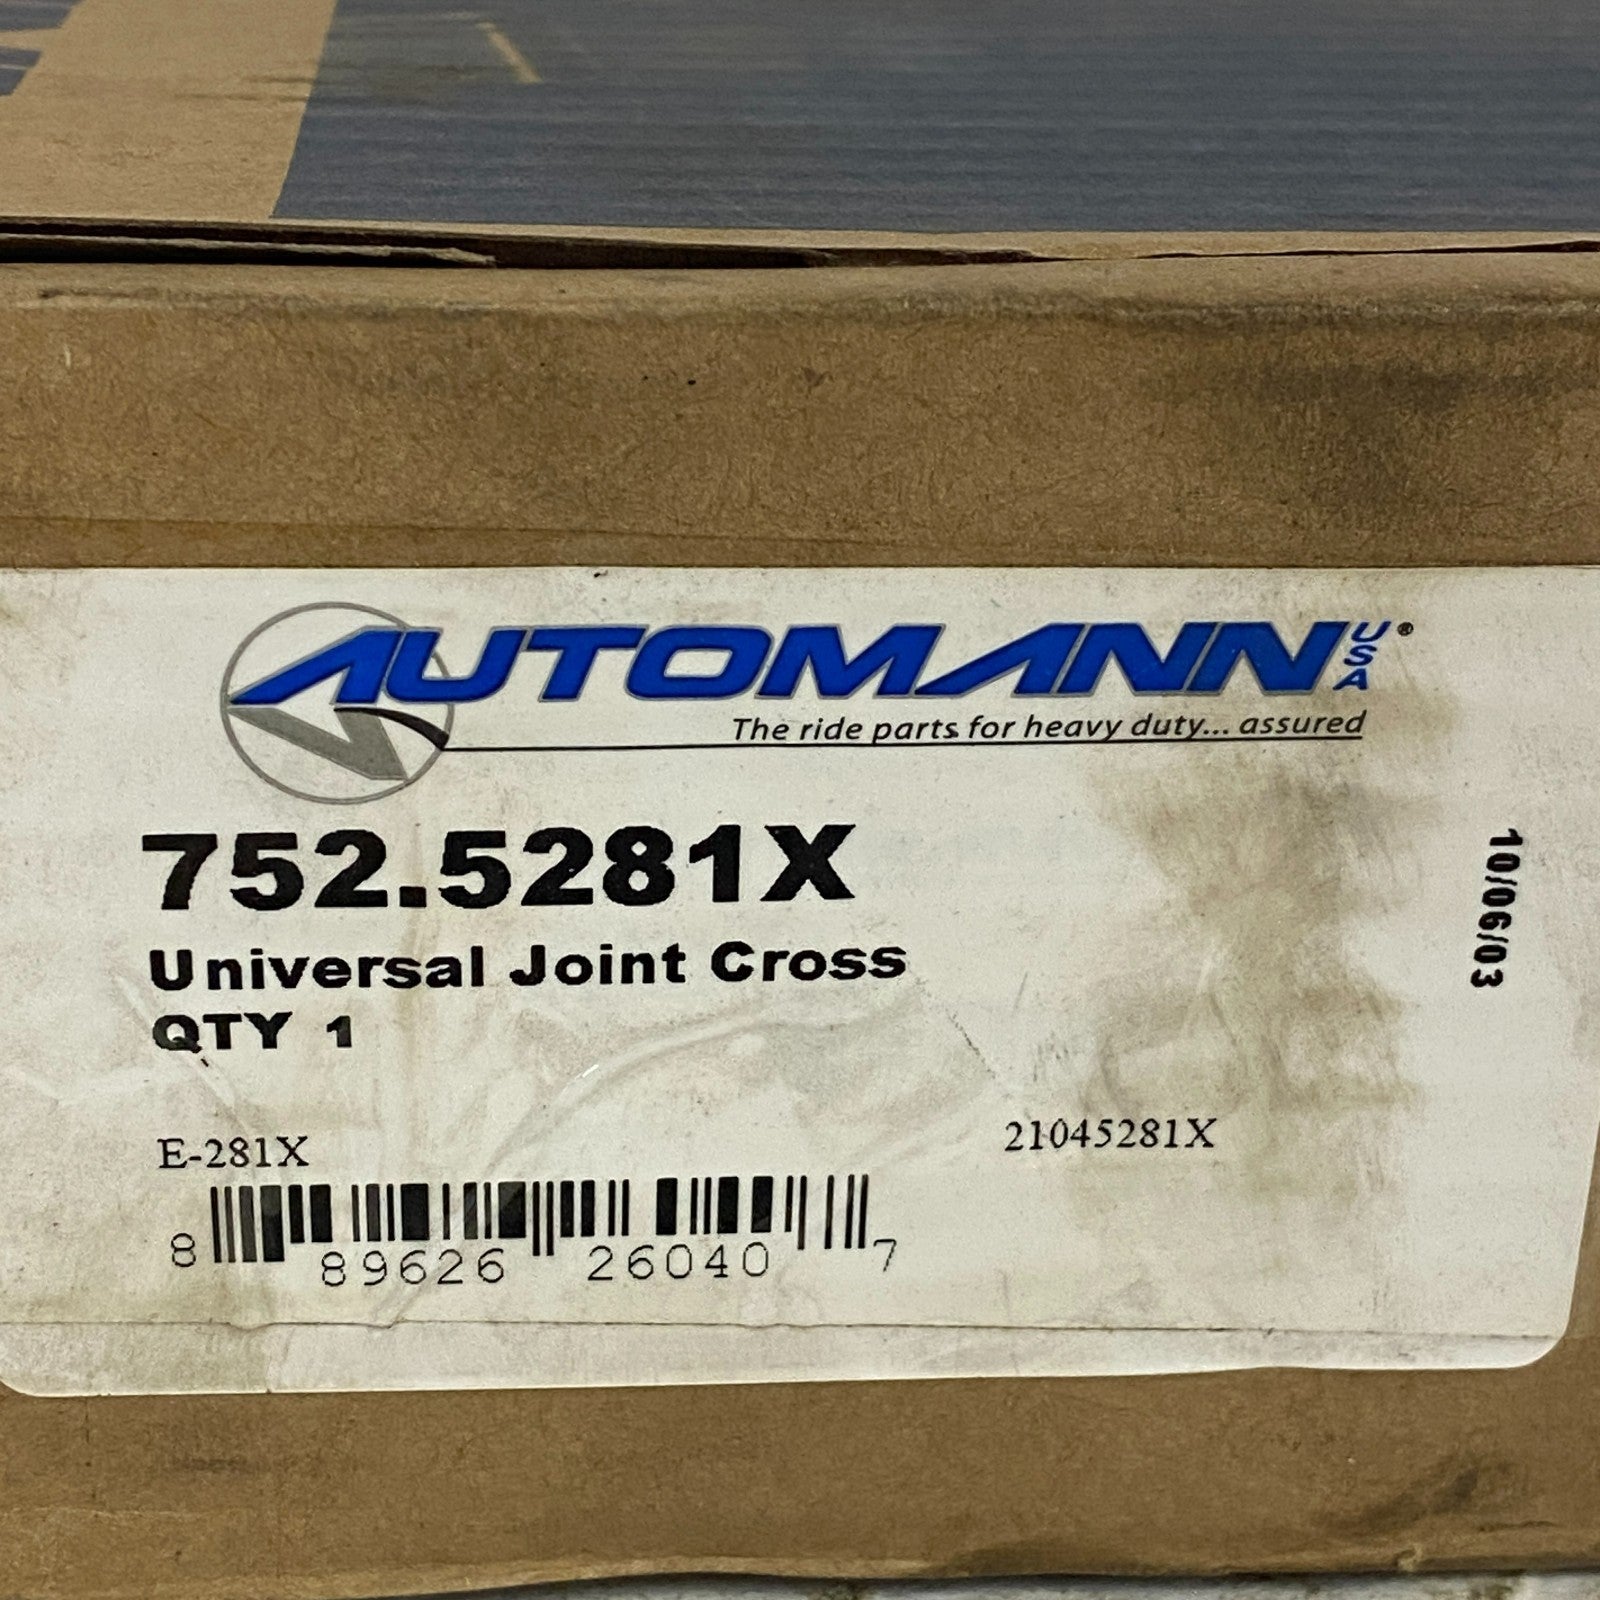 AUTOMANN USA®
The ride parts for heavy duty... assured
752.5281X
Universal Joint Cross
QTY 1
10/06/03
E-281X
21045281X
8 89626 26040 7